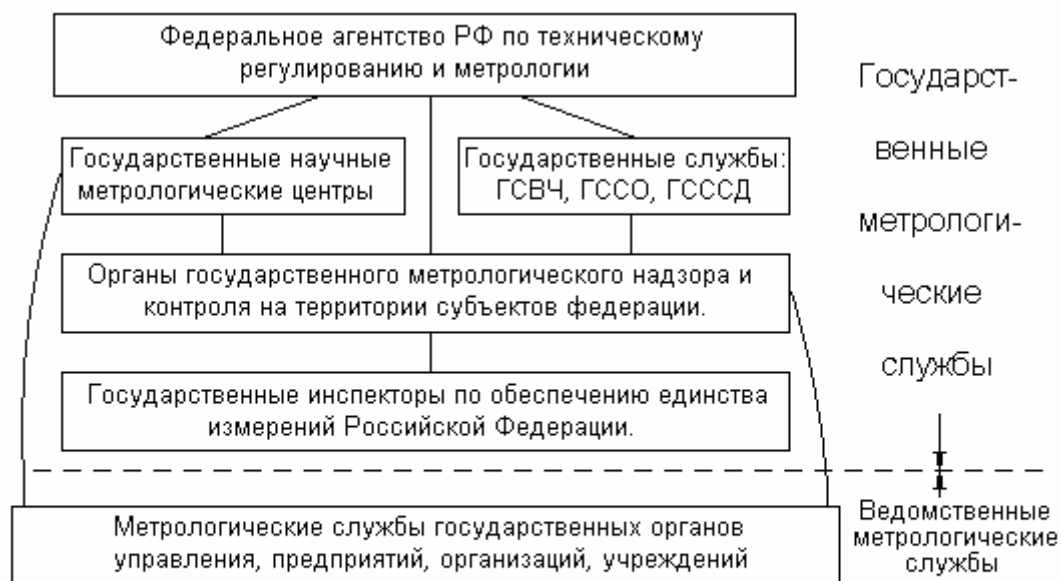 Федеральное агентство РФ по техническому
регулированию и метрологии
Государственные научные
метрологические центры
Государственные службы:
ГСВЧ, ГССО, ГСССД
Органы государственного метрологического надзора и
контроля на территории субъектов федерации.
Государственные инспекторы по обеспечению единства
измерений Российской Федерации.
Метрологические службы государственных органов
управления, предприятий, организаций, учреждений
Государст-
венные
метрологи-
ческие
службы
Ведомственные
метрологические
службы